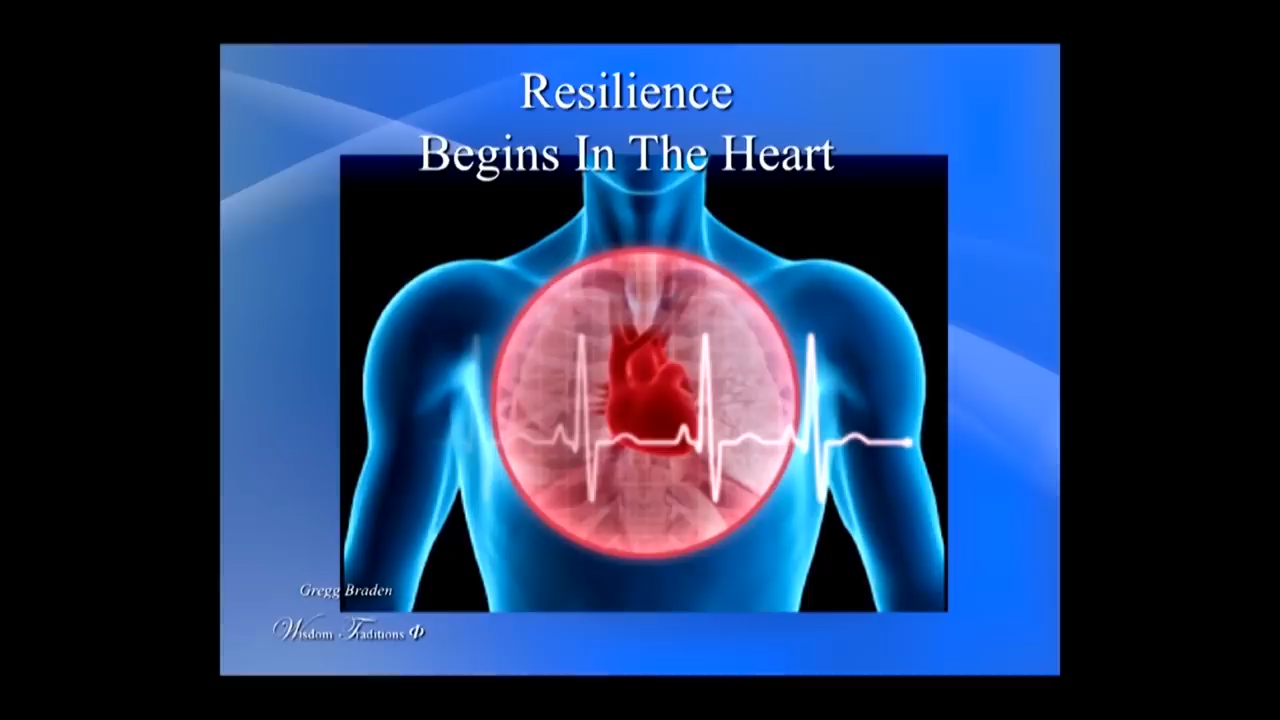 Resilience
Begins In The Heart
Gregg Braden
Wisdom Traditions Φ